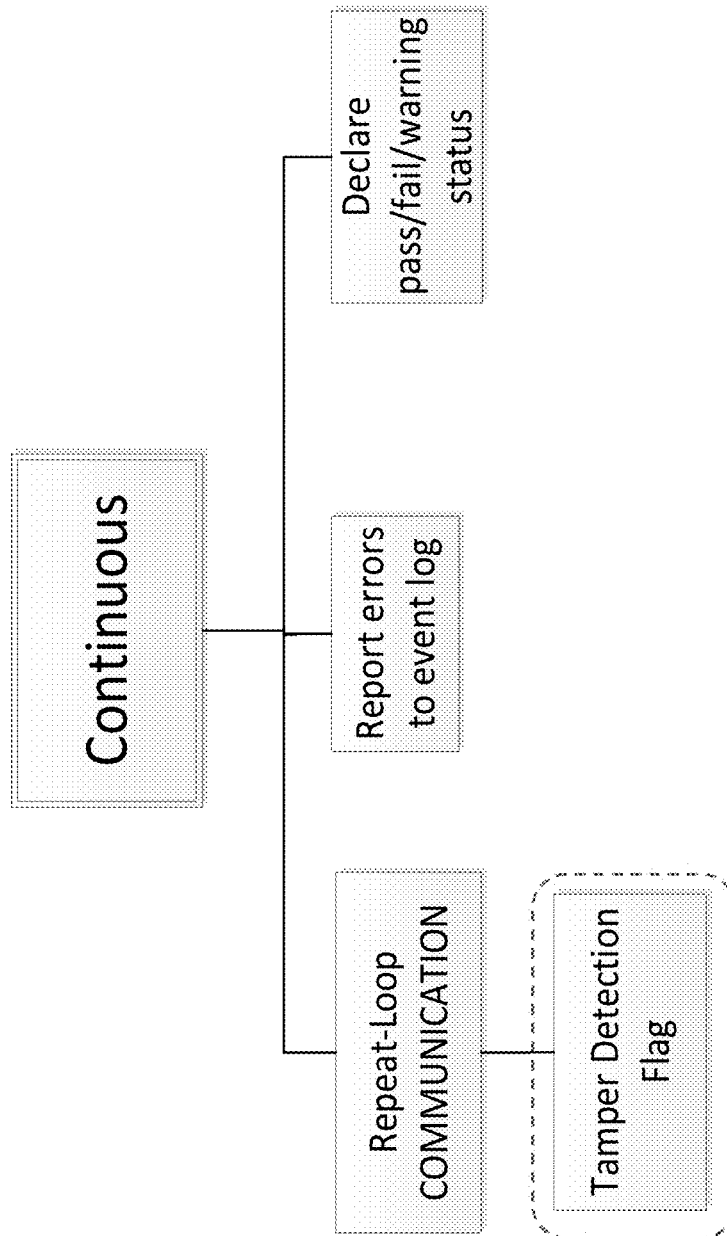 Continuous
Repeat-Loop
COMMUNICATION
Report errors
to event log
Declare
pass/fail/warning
status
Tamper Detection
Flag